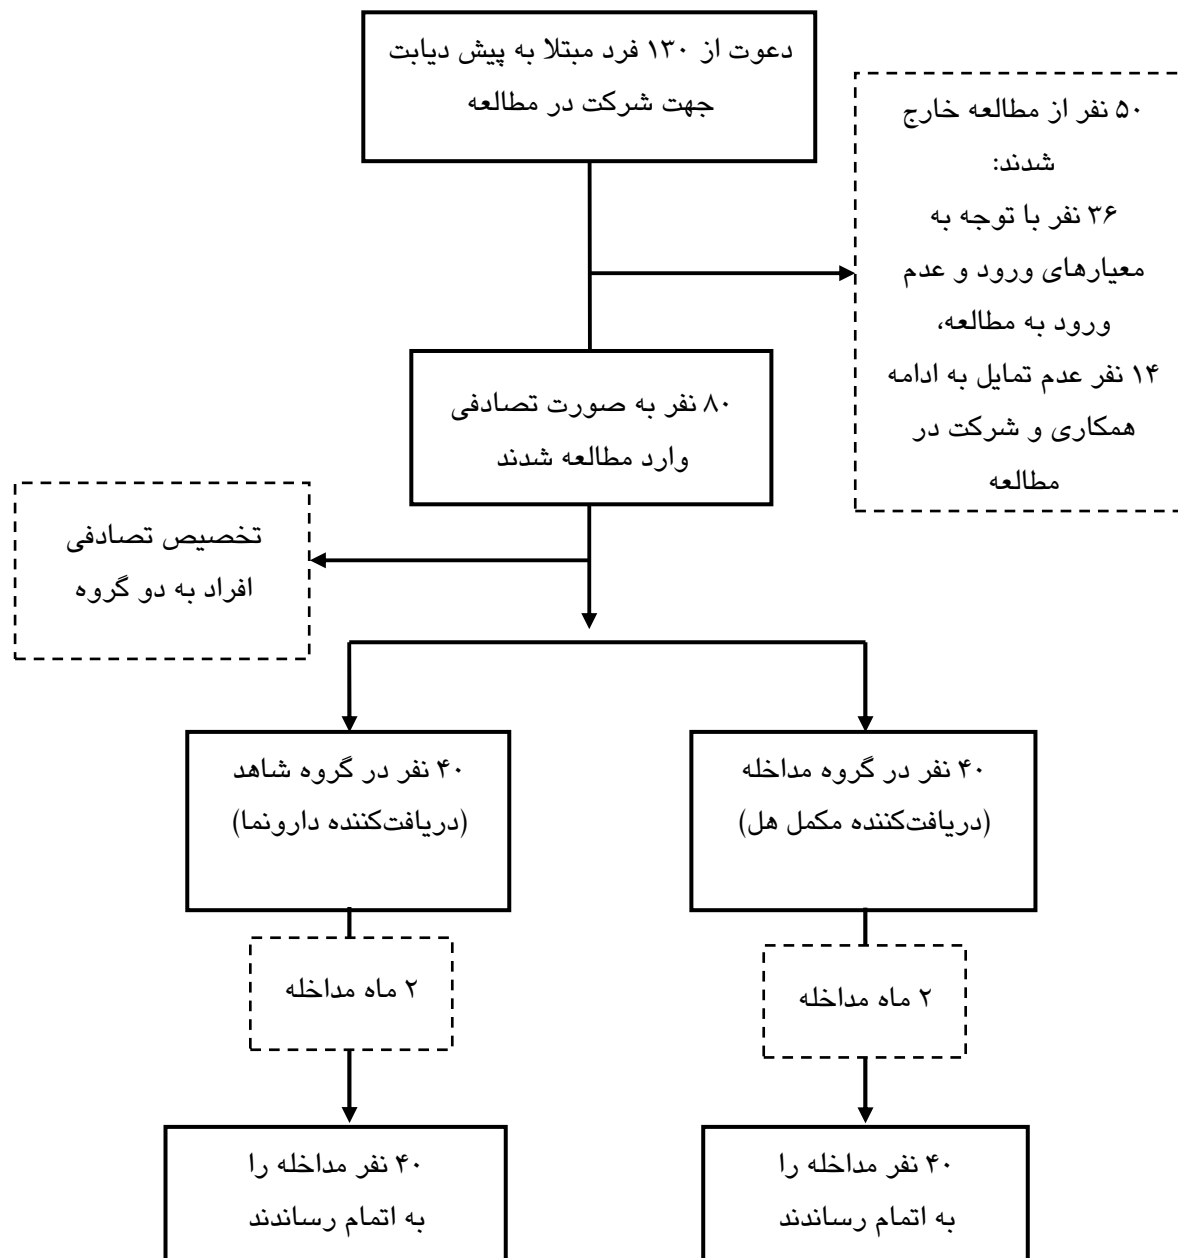 دعوت از ۱۳۰ فرد مبتلا به پیش دیابت
جهت شرکت در مطالعه
۵۰ نفر از مطالعه خارج
شدند:
۳۶ نفر با توجه به
معیارهای ورود و عدم
ورود به مطالعه،
۱۴ نفر عدم تمایل به ادامه
همکاری و شرکت در
مطالعه
۸۰ نفر به صورت تصادفی
وارد مطالعه شدند
تخصیص تصادفی
افراد به دو گروه
۴۰ نفر در گروه مداخله
(دریافت‌کننده مکمل هل)
۴۰ نفر در گروه شاهد
(دریافت‌کننده دارونما)
۲ ماه مداخله
۲ ماه مداخله
۴۰ نفر مداخله را
به اتمام رساندند
۴۰ نفر مداخله را
به اتمام رساندند